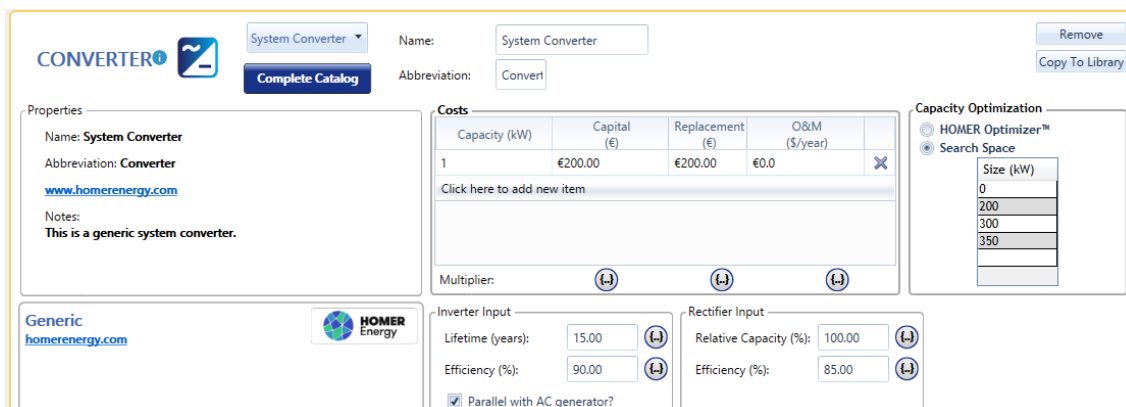 CONVERTER
System Converter
Complete Catalog
Name:
System Converter
Abbreviation:
Convert
Remove
Copy To Library
Properties
Name: System Converter
Abbreviation: Converter
www.homerenergy.com
Notes:
This is a generic system converter.
Costs
Capacity (kW)
Capital
(€)
Replacement
(€)
O&M
($/year)
1 €200.00 €200.00 €0.0
Click here to add new item
Multiplier: {..} {..} {..}
Capacity Optimization
HOMER Optimizer™
Search Space
Size (kW)
0
200
300
350
Generic
homerenergy.com
HOMER
Energy
Inverter Input
Lifetime (years): 15.00 {..}
Efficiency (%): 90.00 {..}
Parallel with AC generator?
Rectifier Input
Relative Capacity (%): 100.00 {..}
Efficiency (%): 85.00 {..}